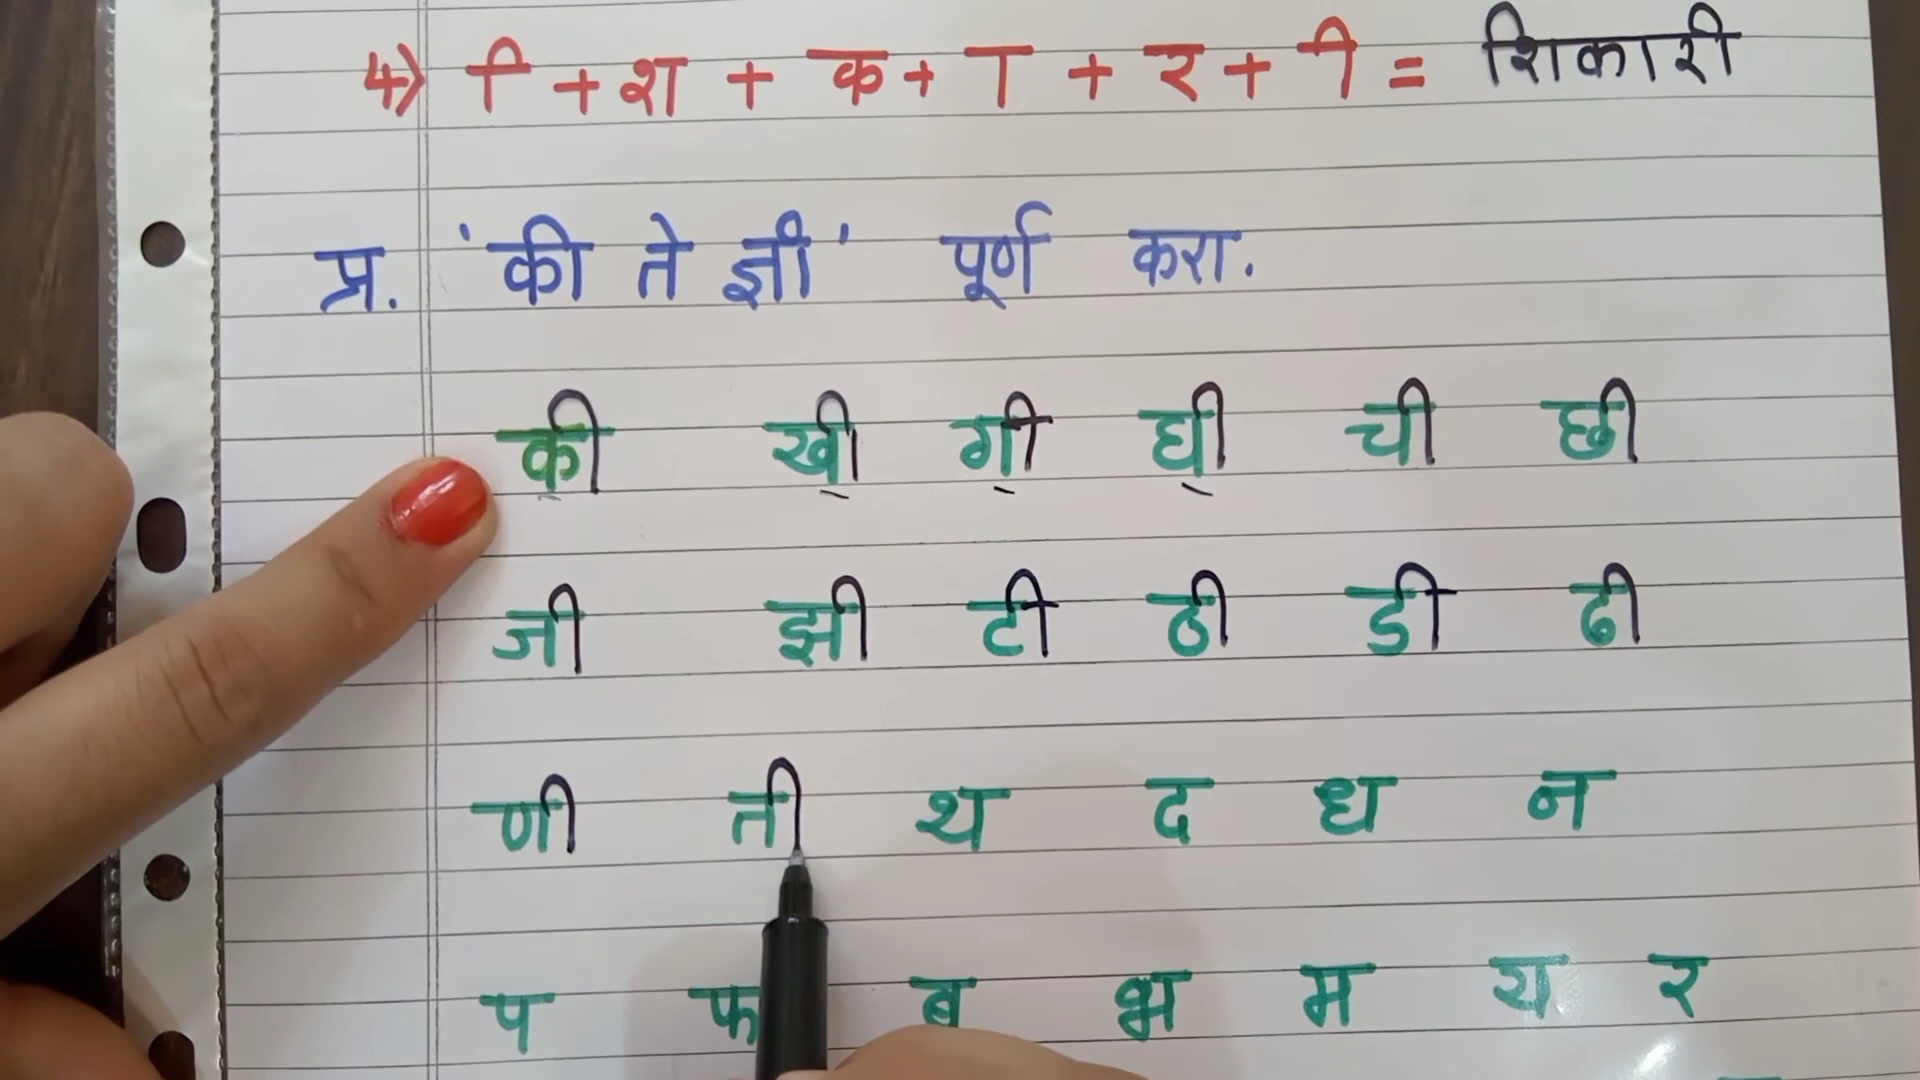 4) ि + श + क + ा + र + ी = शिकारी
प्र. 'की ते ज्ञी' पूर्ण करा.
की खी गी घी ची छी
जी झी टी ठी डी ढी
णी ती थ द ध न
प फ ब भ म य र